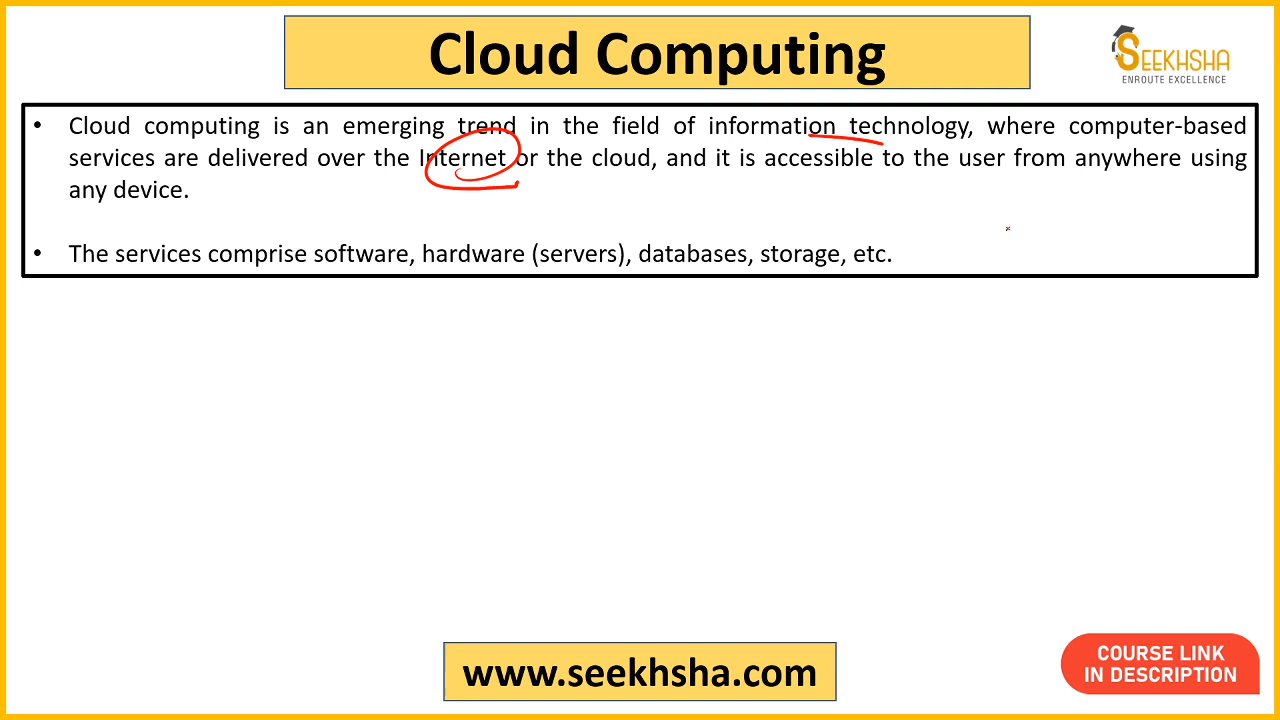 Cloud Computing
SEEKHSHA
ENROUTE EXCELLENCE
• Cloud computing is an emerging trend in the field of information technology, where computer-based
services are delivered over the Internet or the cloud, and it is accessible to the user from anywhere using
any device.
• The services comprise software, hardware (servers), databases, storage, etc.
www.seekhsha.com
COURSE LINK
IN DESCRIPTION